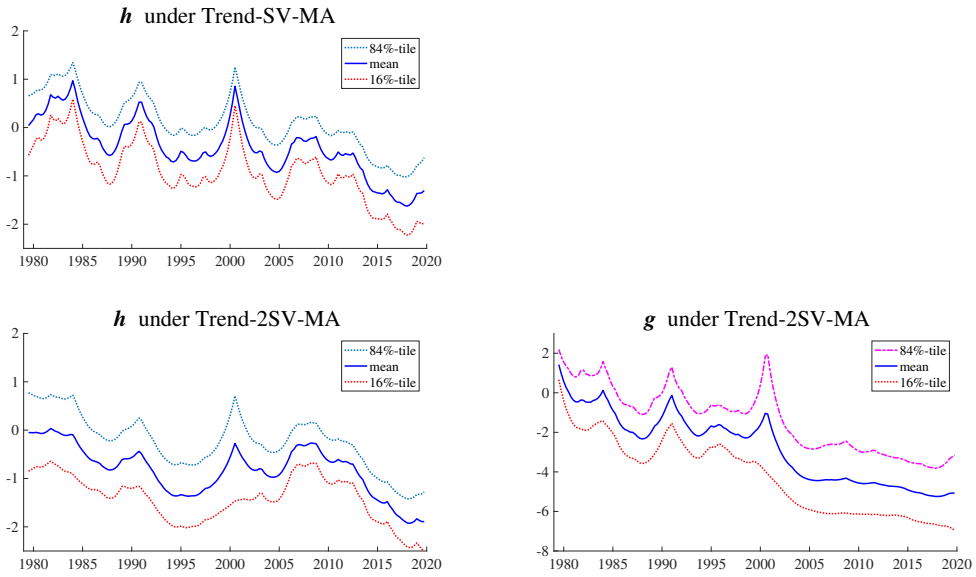 h under Trend-SV-MA
2
1
0
-1
-2
84%-tile
mean
16%-tile
1980 1985 1990 1995 2000 2005 2010 2015 2020
h under Trend-2SV-MA
2
1
0
-1
-2
84%-tile
mean
16%-tile
1980 1985 1990 1995 2000 2005 2010 2015 2020
g under Trend-2SV-MA
2
0
-2
-4
-6
-8
84%-tile
mean
16%-tile
1980 1985 1990 1995 2000 2005 2010 2015 2020